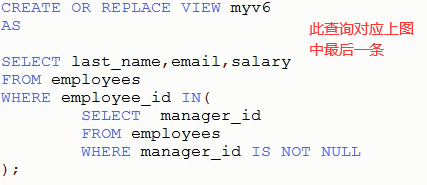 CREATE OR REPLACE VIEW myv6
AS
此查询对应上图
中最后一条
SELECT last_name,email,salary
FROM employees
WHERE employee_id IN(
SELECT manager_id
FROM employees
WHERE manager_id IS NOT NULL
);